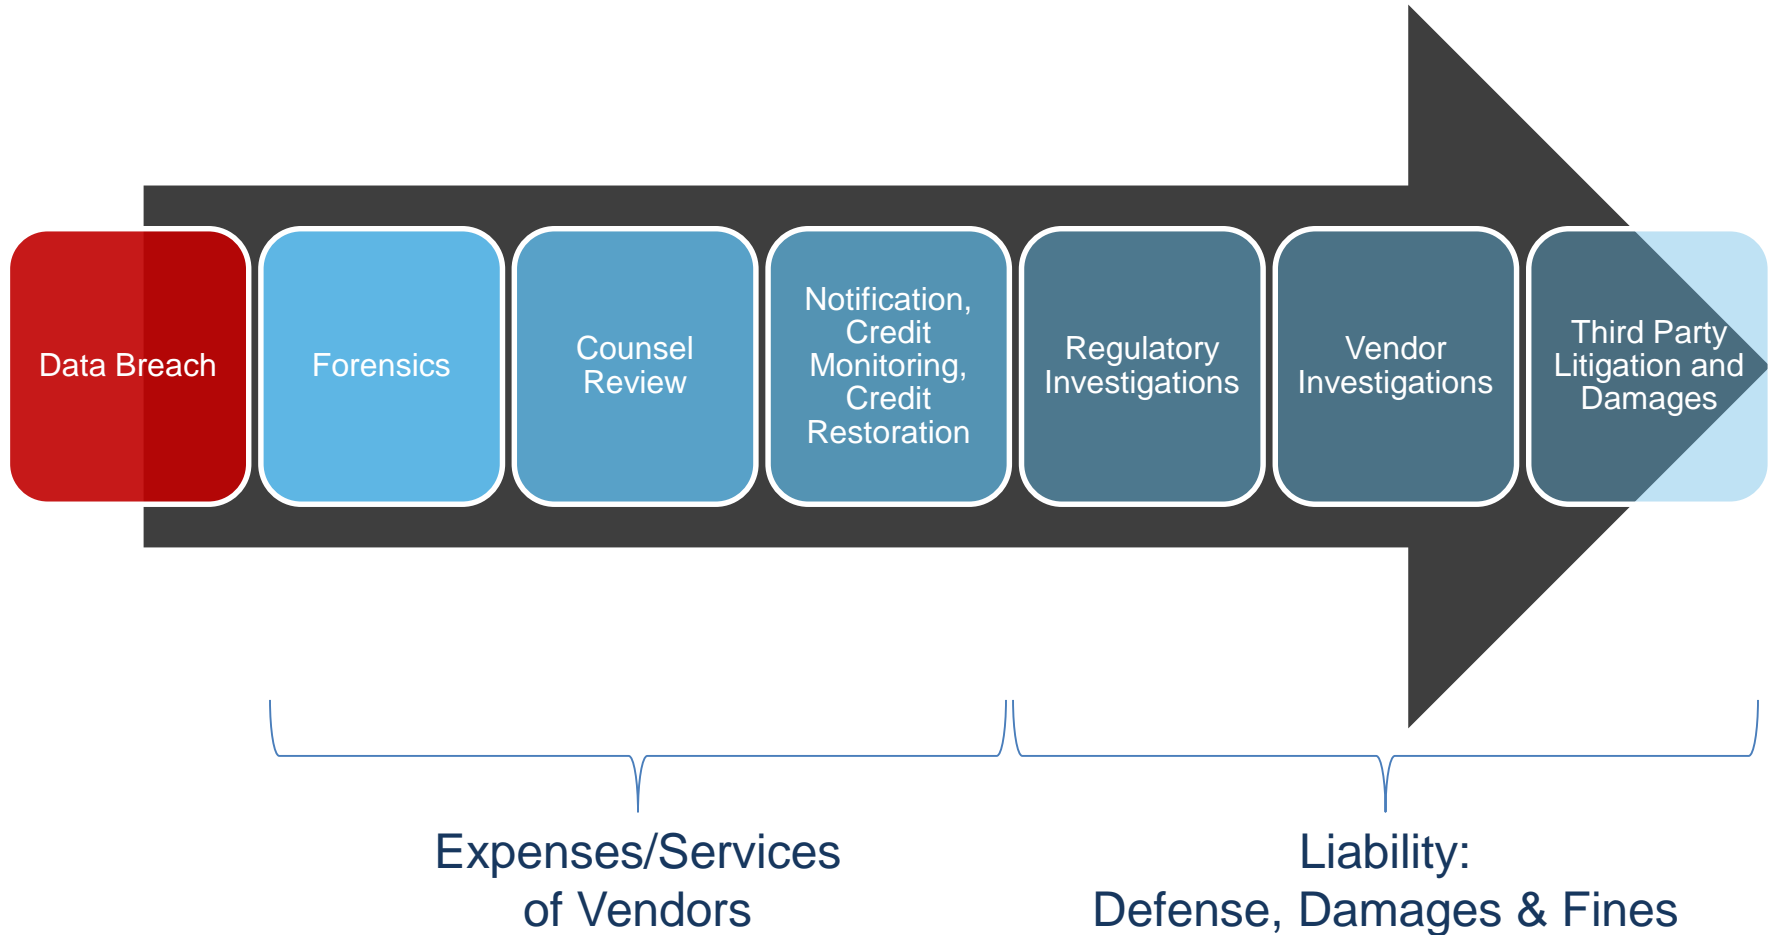 Data Breach
Forensics
Counsel
Review
Notification,
Credit
Monitoring,
Credit
Restoration
Regulatory
Investigations
Vendor
Investigations
Third Party
Litigation and
Damages
Expenses/Services
of Vendors
Liability:
Defense, Damages & Fines